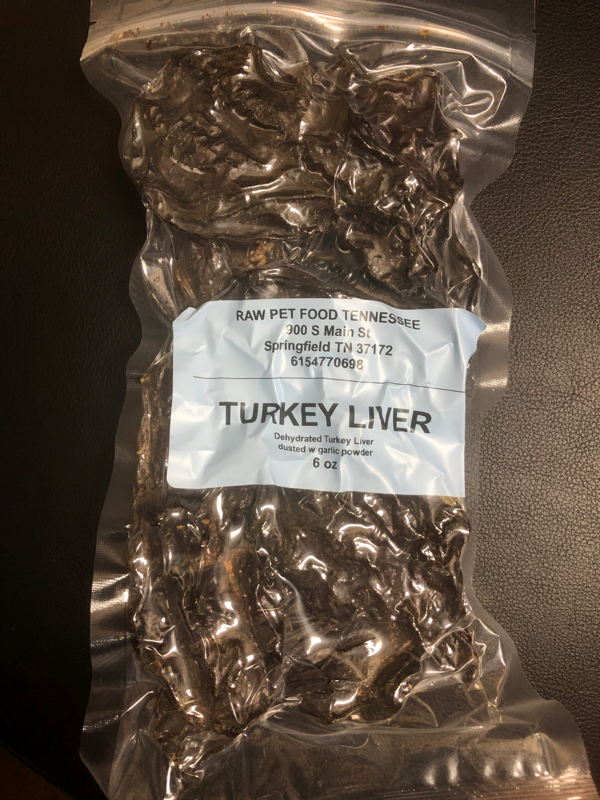 RAW PET FOOD TENNESSEE
900 S Main St
Springfield TN 37172
6154770698
TURKEY LIVER
Dehydrated Turkey Liver
dusted w garlic powder
6 oz